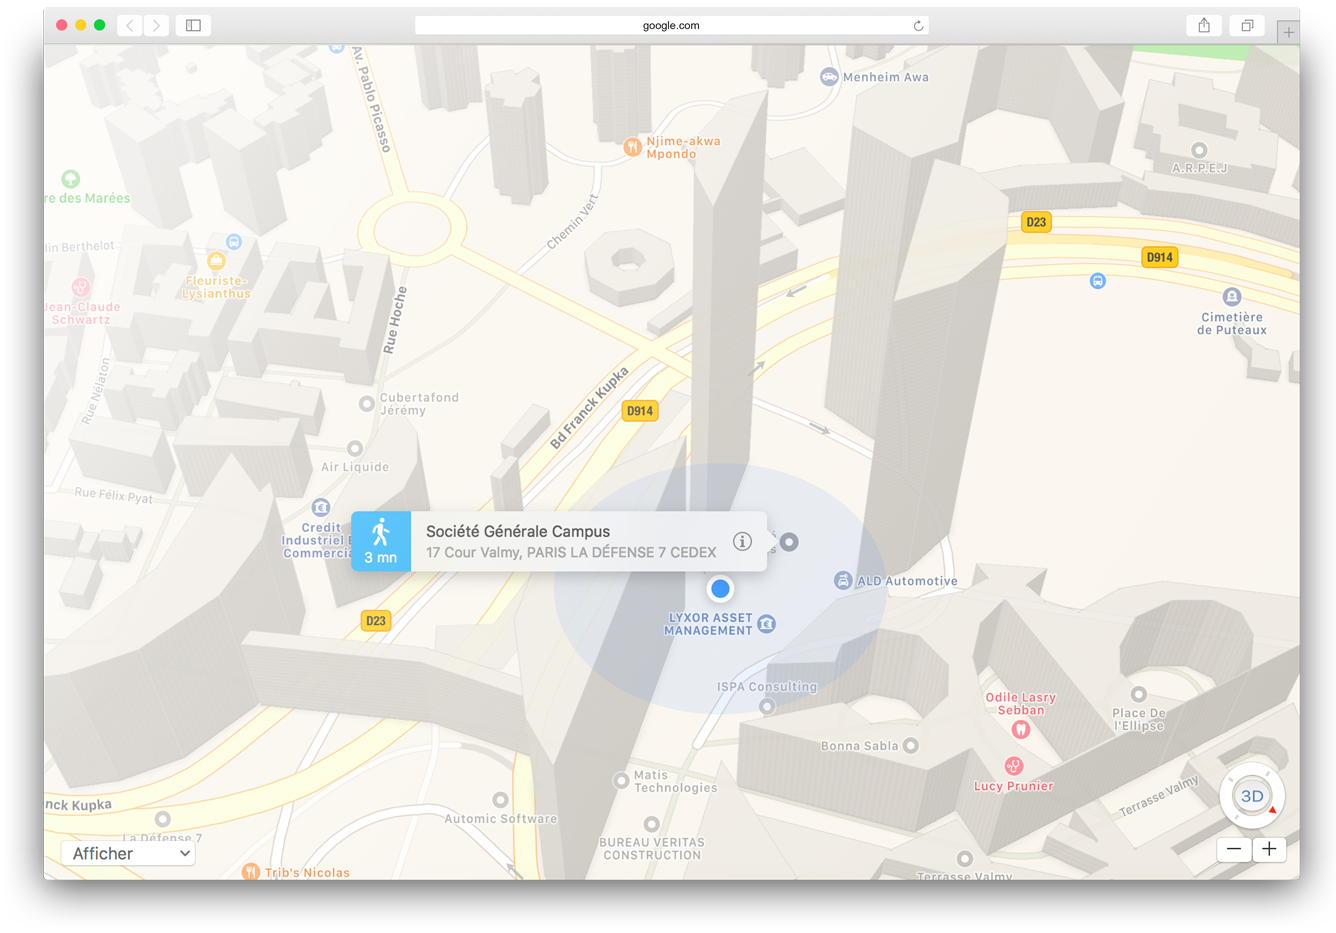 google.com
Av. Pablo Picasso
Menheim Awa
Njime-akwa
Mpondo
A.R.P.E.J
re des Marées
Chemin Vert
D23
lin Berthelot
D914
Fleuriste-
Lysianthus
Jean-Claude
Schwartz
Rue Hoche
Cimetière
de Puteaux
Rue Nélaton
Cubertafond
Jérémy
Bd Franck Kupka
D914
Air Liquide
Rue Félix Pyat
Credit
Industriel E
Commercia
3 mn
Société Générale Campus
17 Cour Valmy, PARIS LA DÉFENSE 7 CEDEX
s
ALD Automotive
D23
LYXOR ASSET
MANAGEMENT
ISPA Consulting
Odile Lasry
Sebban
Place De
l'Ellipse
Bonna Sabla
Matis
Technologies
Lucy Prunier
Terrasse Valmy
3D
nck Kupka
Automic Software
La Défense 7
BUREAU VERITAS
CONSTRUCTION
Afficher
Trib's Nicolas
Terrasse Valmy